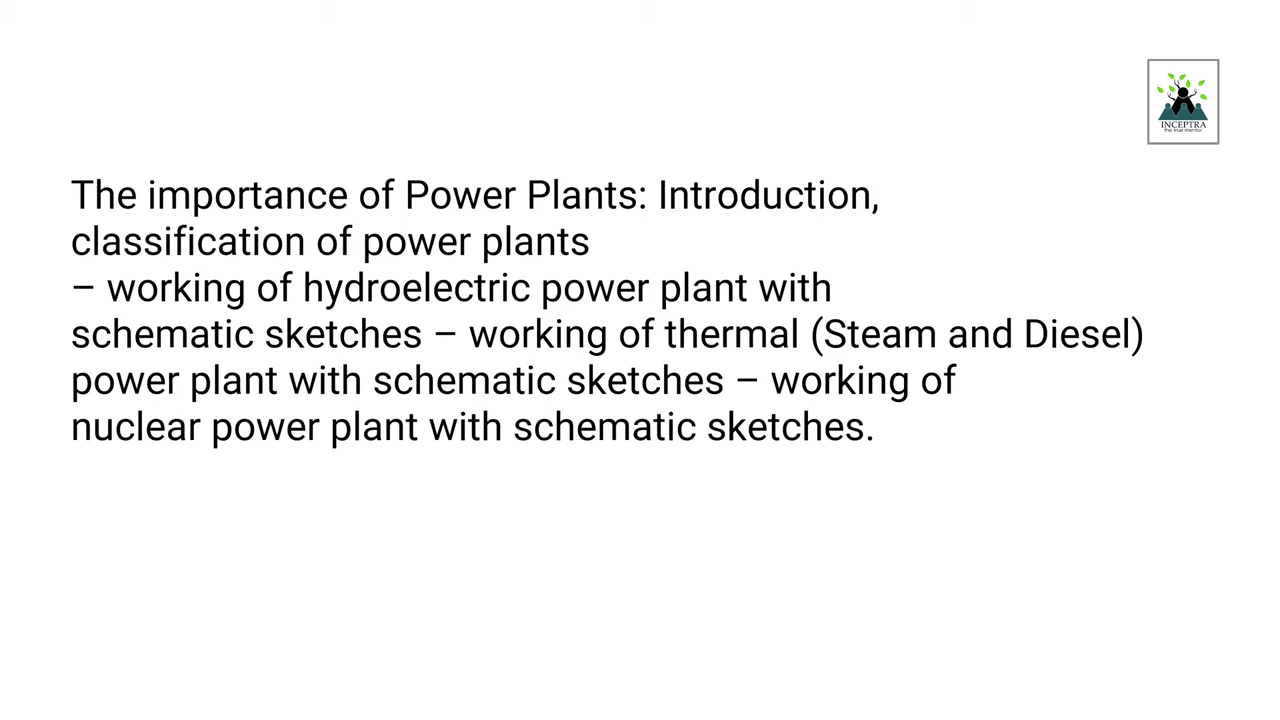 INCEPTRA
the true mentor
The importance of Power Plants: Introduction,
classification of power plants
– working of hydroelectric power plant with
schematic sketches – working of thermal (Steam and Diesel)
power plant with schematic sketches – working of
nuclear power plant with schematic sketches.